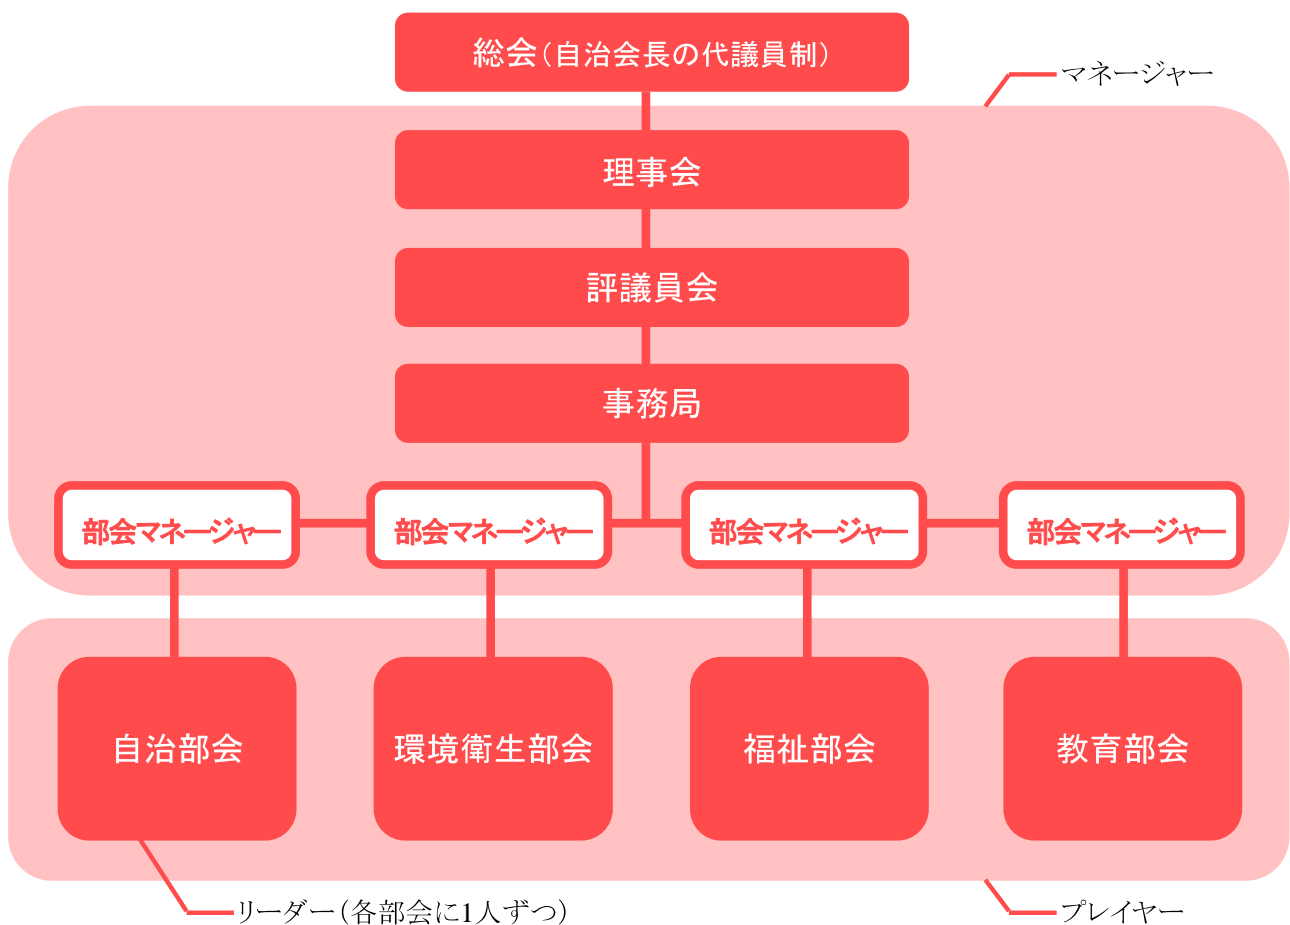 総会（自治会長の代議員制）
マネージャー
理事会
評議員会
事務局
部会マネージャー
部会マネージャー
部会マネージャー
部会マネージャー
自治部会
環境衛生部会
福祉部会
教育部会
リーダー（各部会に1人ずつ）
プレイヤー